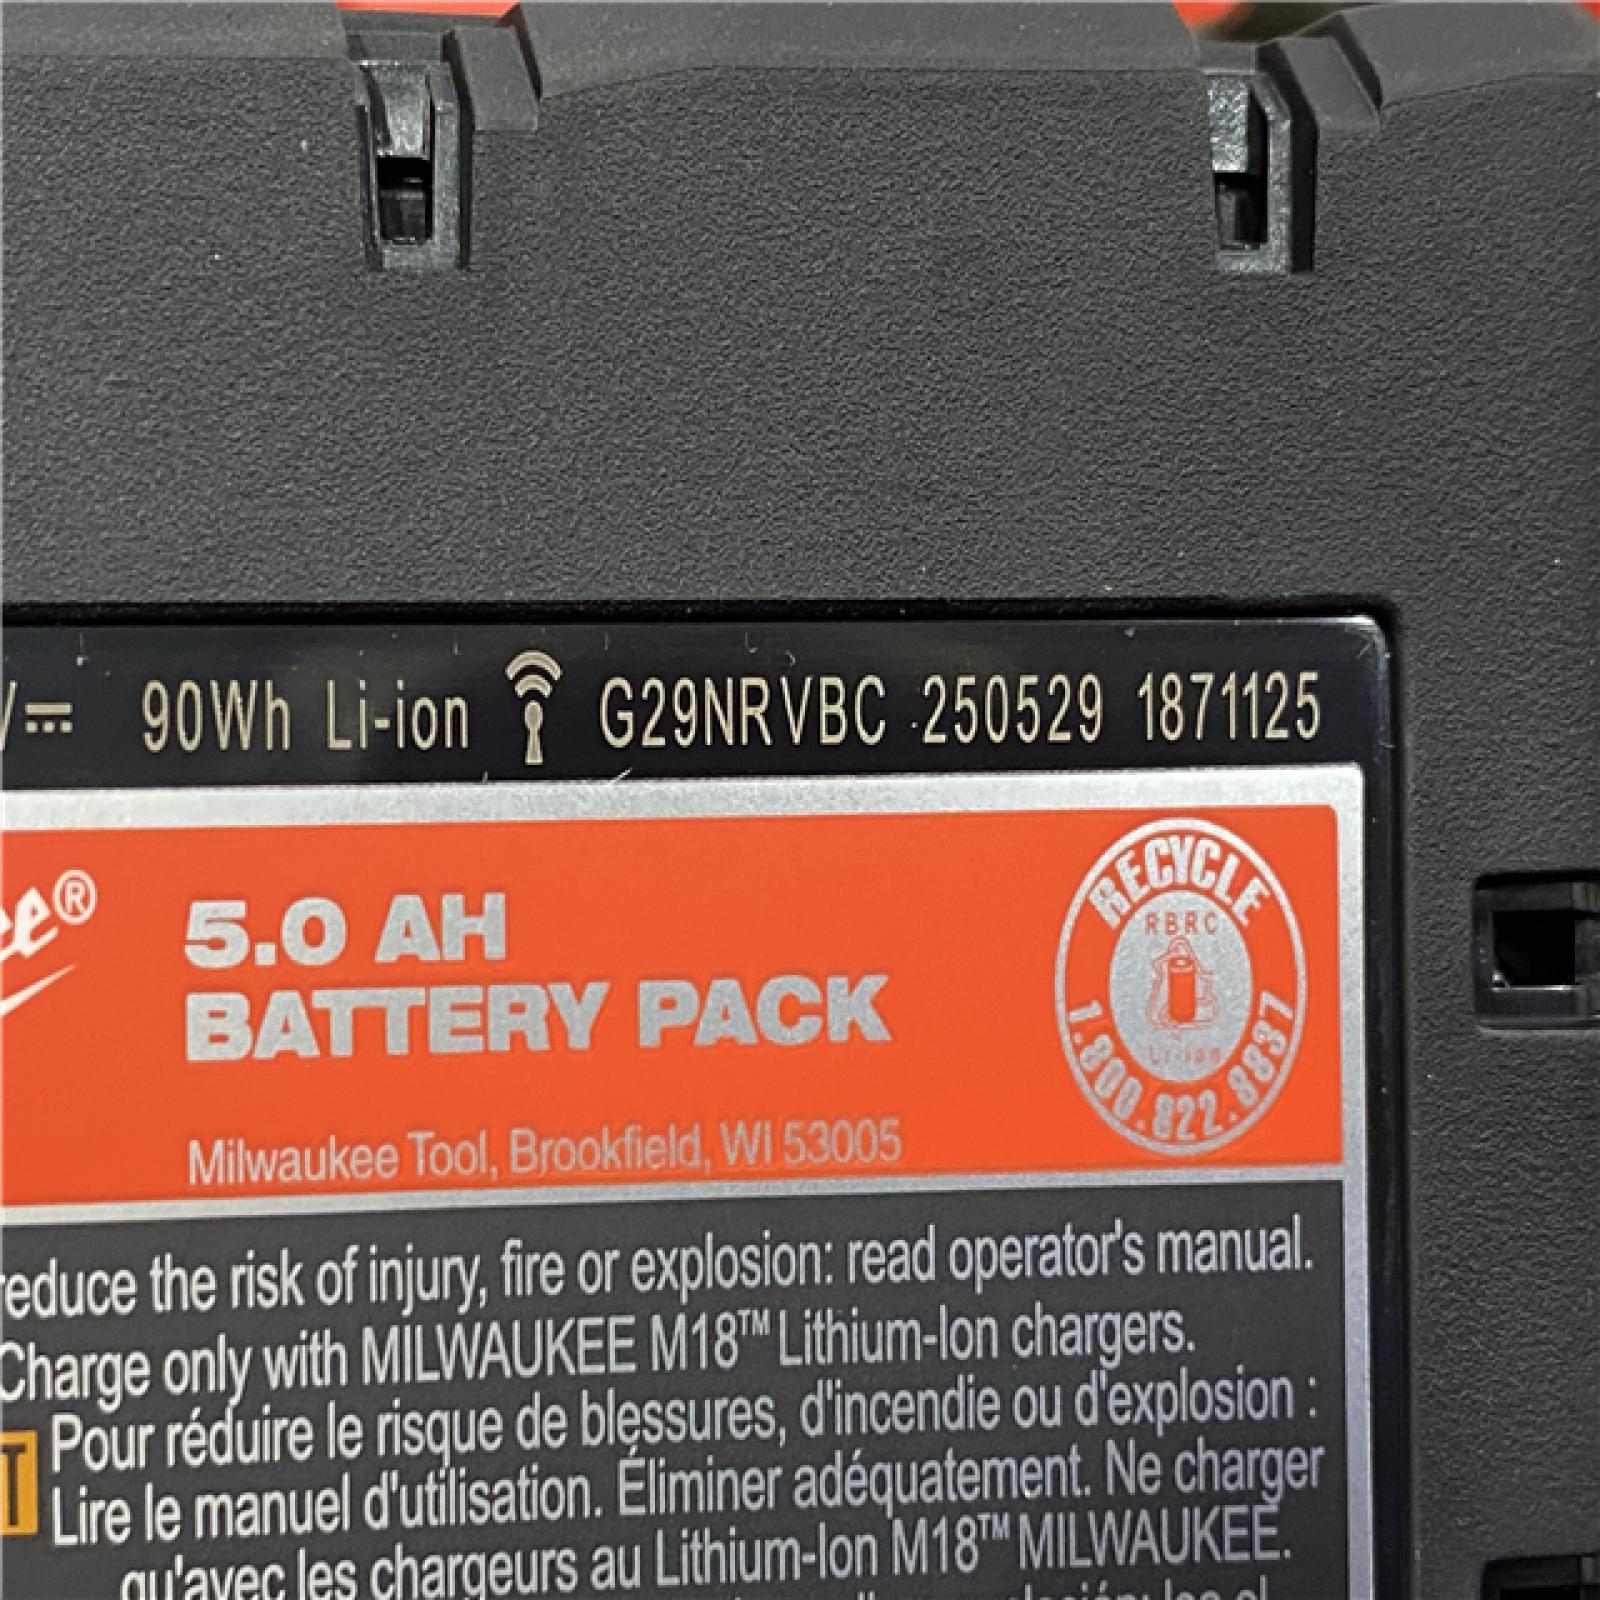 90Wh Li-ion G29NRVBC 250529 1871125
5.0 AH
BATTERY PACK
Milwaukee Tool, Brookfield, WI 53005
RECYCLE
RBRC
Li-ion
1.800.822.8837
reduce the risk of injury, fire or explosion: read operator's manual.
Charge only with MILWAUKEE M18™ Lithium-Ion chargers.
Pour réduire le risque de blessures, d'incendie ou d'explosion :
Lire le manuel d'utilisation. Éliminer adéquatement. Ne charger
qu'avec les chargeurs au Lithium-Ion M18™ MILWAUKEE.